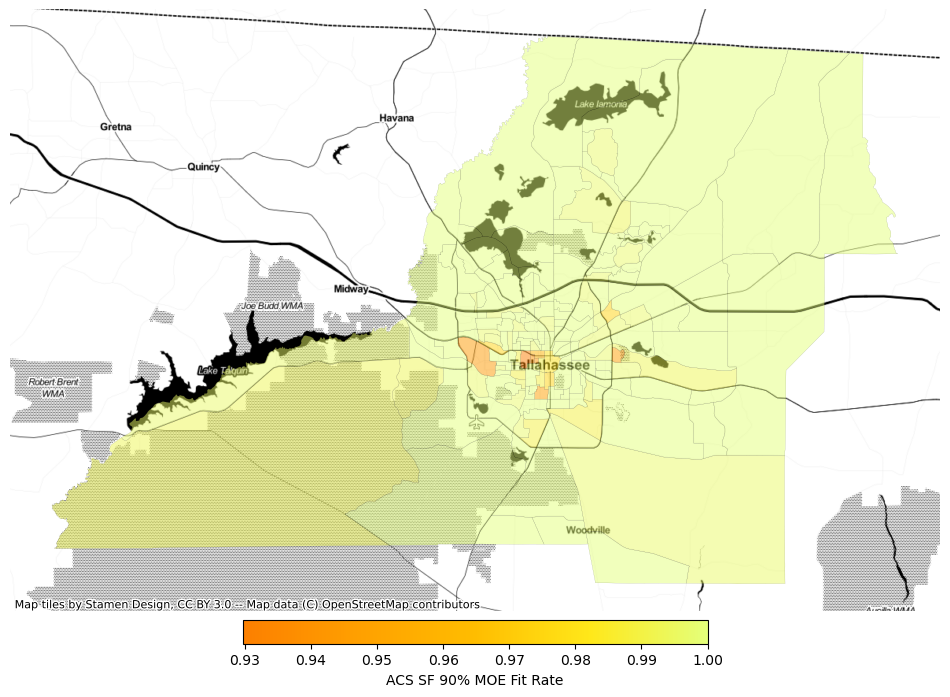 Lake Iamonia
Havana
Gretna
Quincy
Midway
Joe Budd WMA
Tallahassee
Lake Talquin
Robert Brent
WMA
Woodville
Map tiles by Stamen Design, CC BY 3.0 -- Map data (C) OpenStreetMap contributors
Aucilla WMA
0.93 0.94 0.95 0.96 0.97 0.98 0.99 1.00
ACS SF 90% MOE Fit Rate